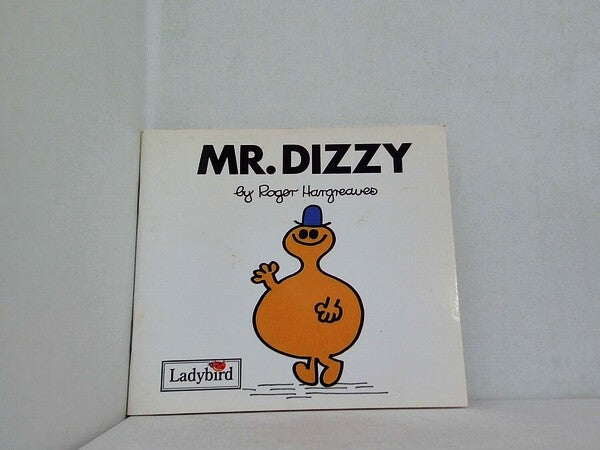 MR. DIZZY
by Roger Hargreaves
Ladybird